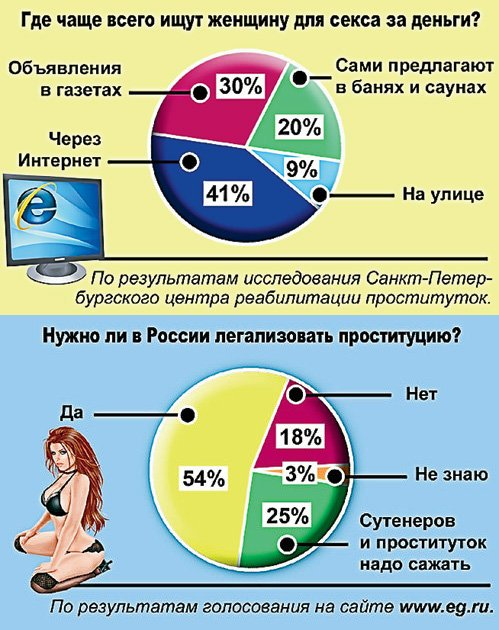 Где чаще всего ищут женщину для секса за деньги?
Объявления
в газетах
30%
Сами предлагают
в банях и саунах
20%
Через
Интернет
41%
9%
На улице
По результатам исследования Санкт-Петер-
бургского центра реабилитации проституток.
Нужно ли в России легализовать проституцию?
Да
54%
Нет
18%
3%
Не знаю
25%
Сутенеров
и проституток
надо сажать
По результатам голосования на сайте www.eg.ru.